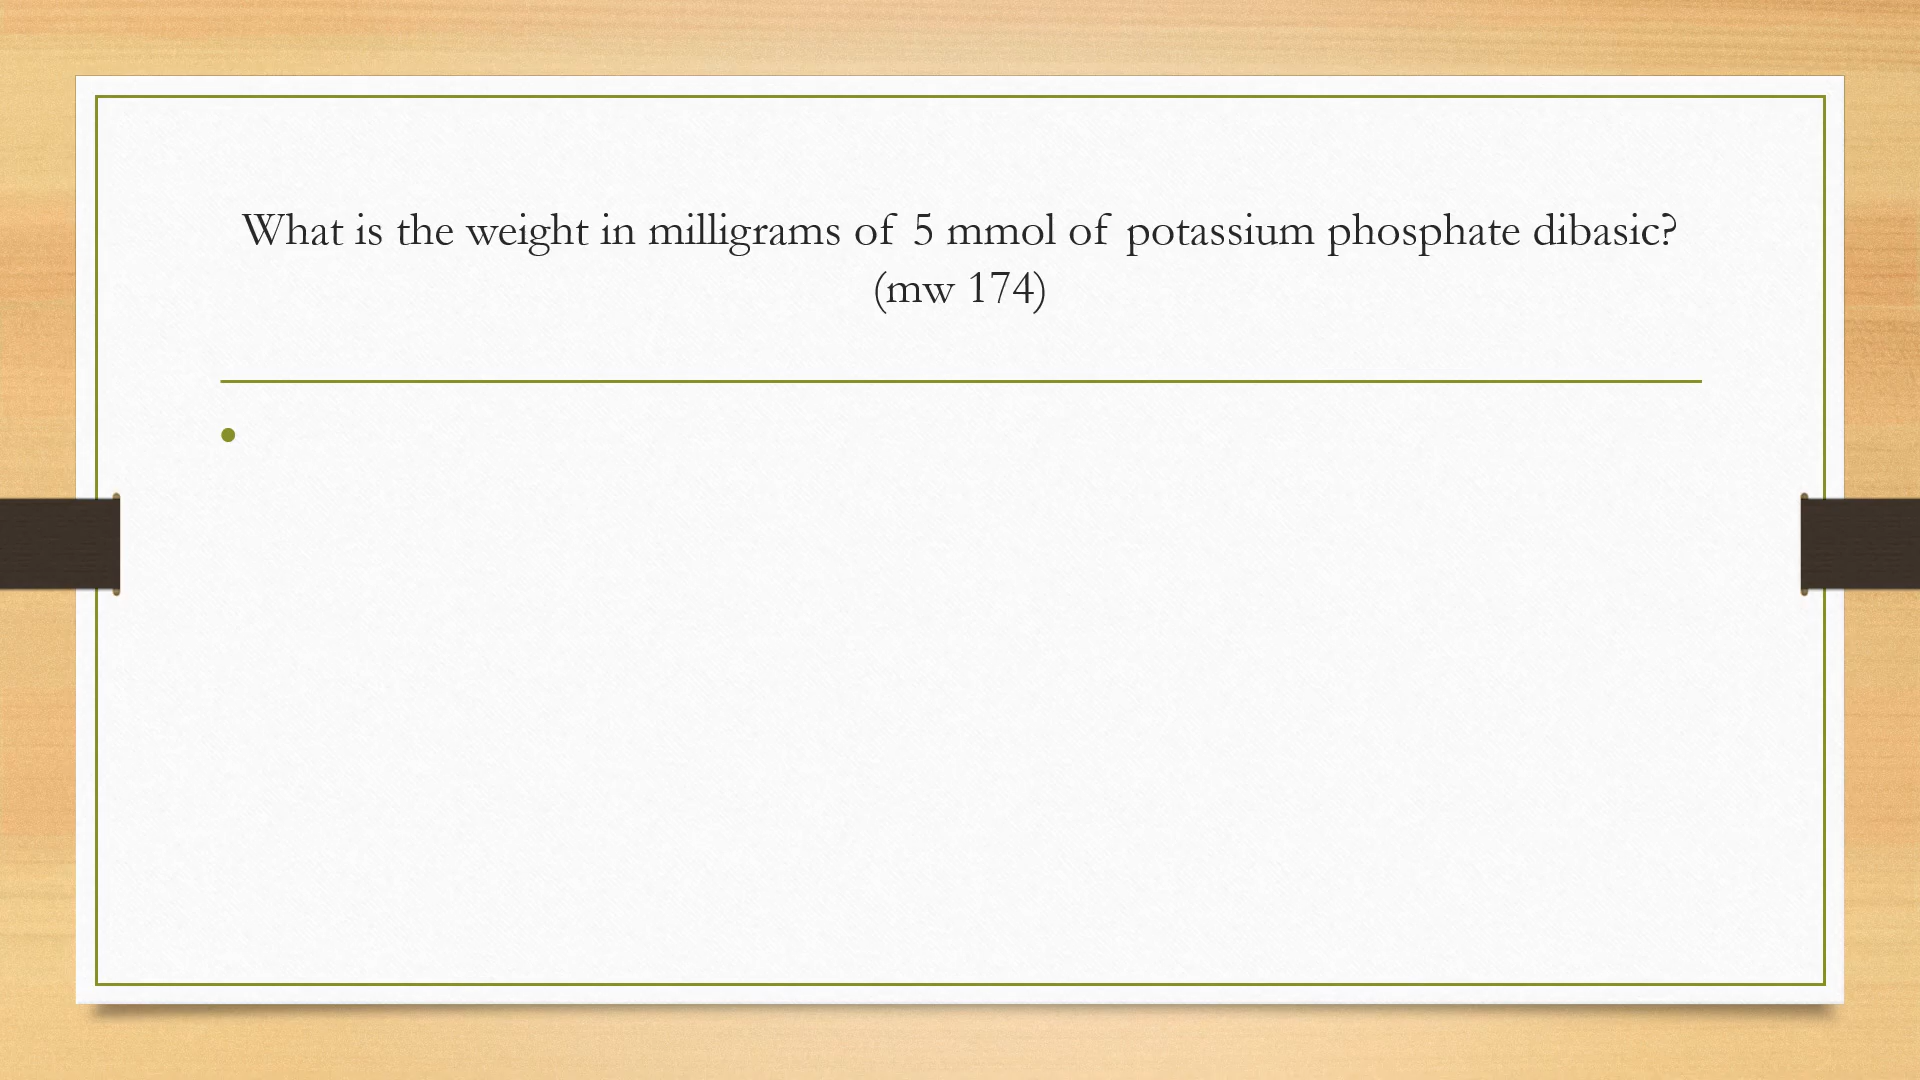 What is the weight in milligrams of 5 mmol of potassium phosphate dibasic?
(mw 174)